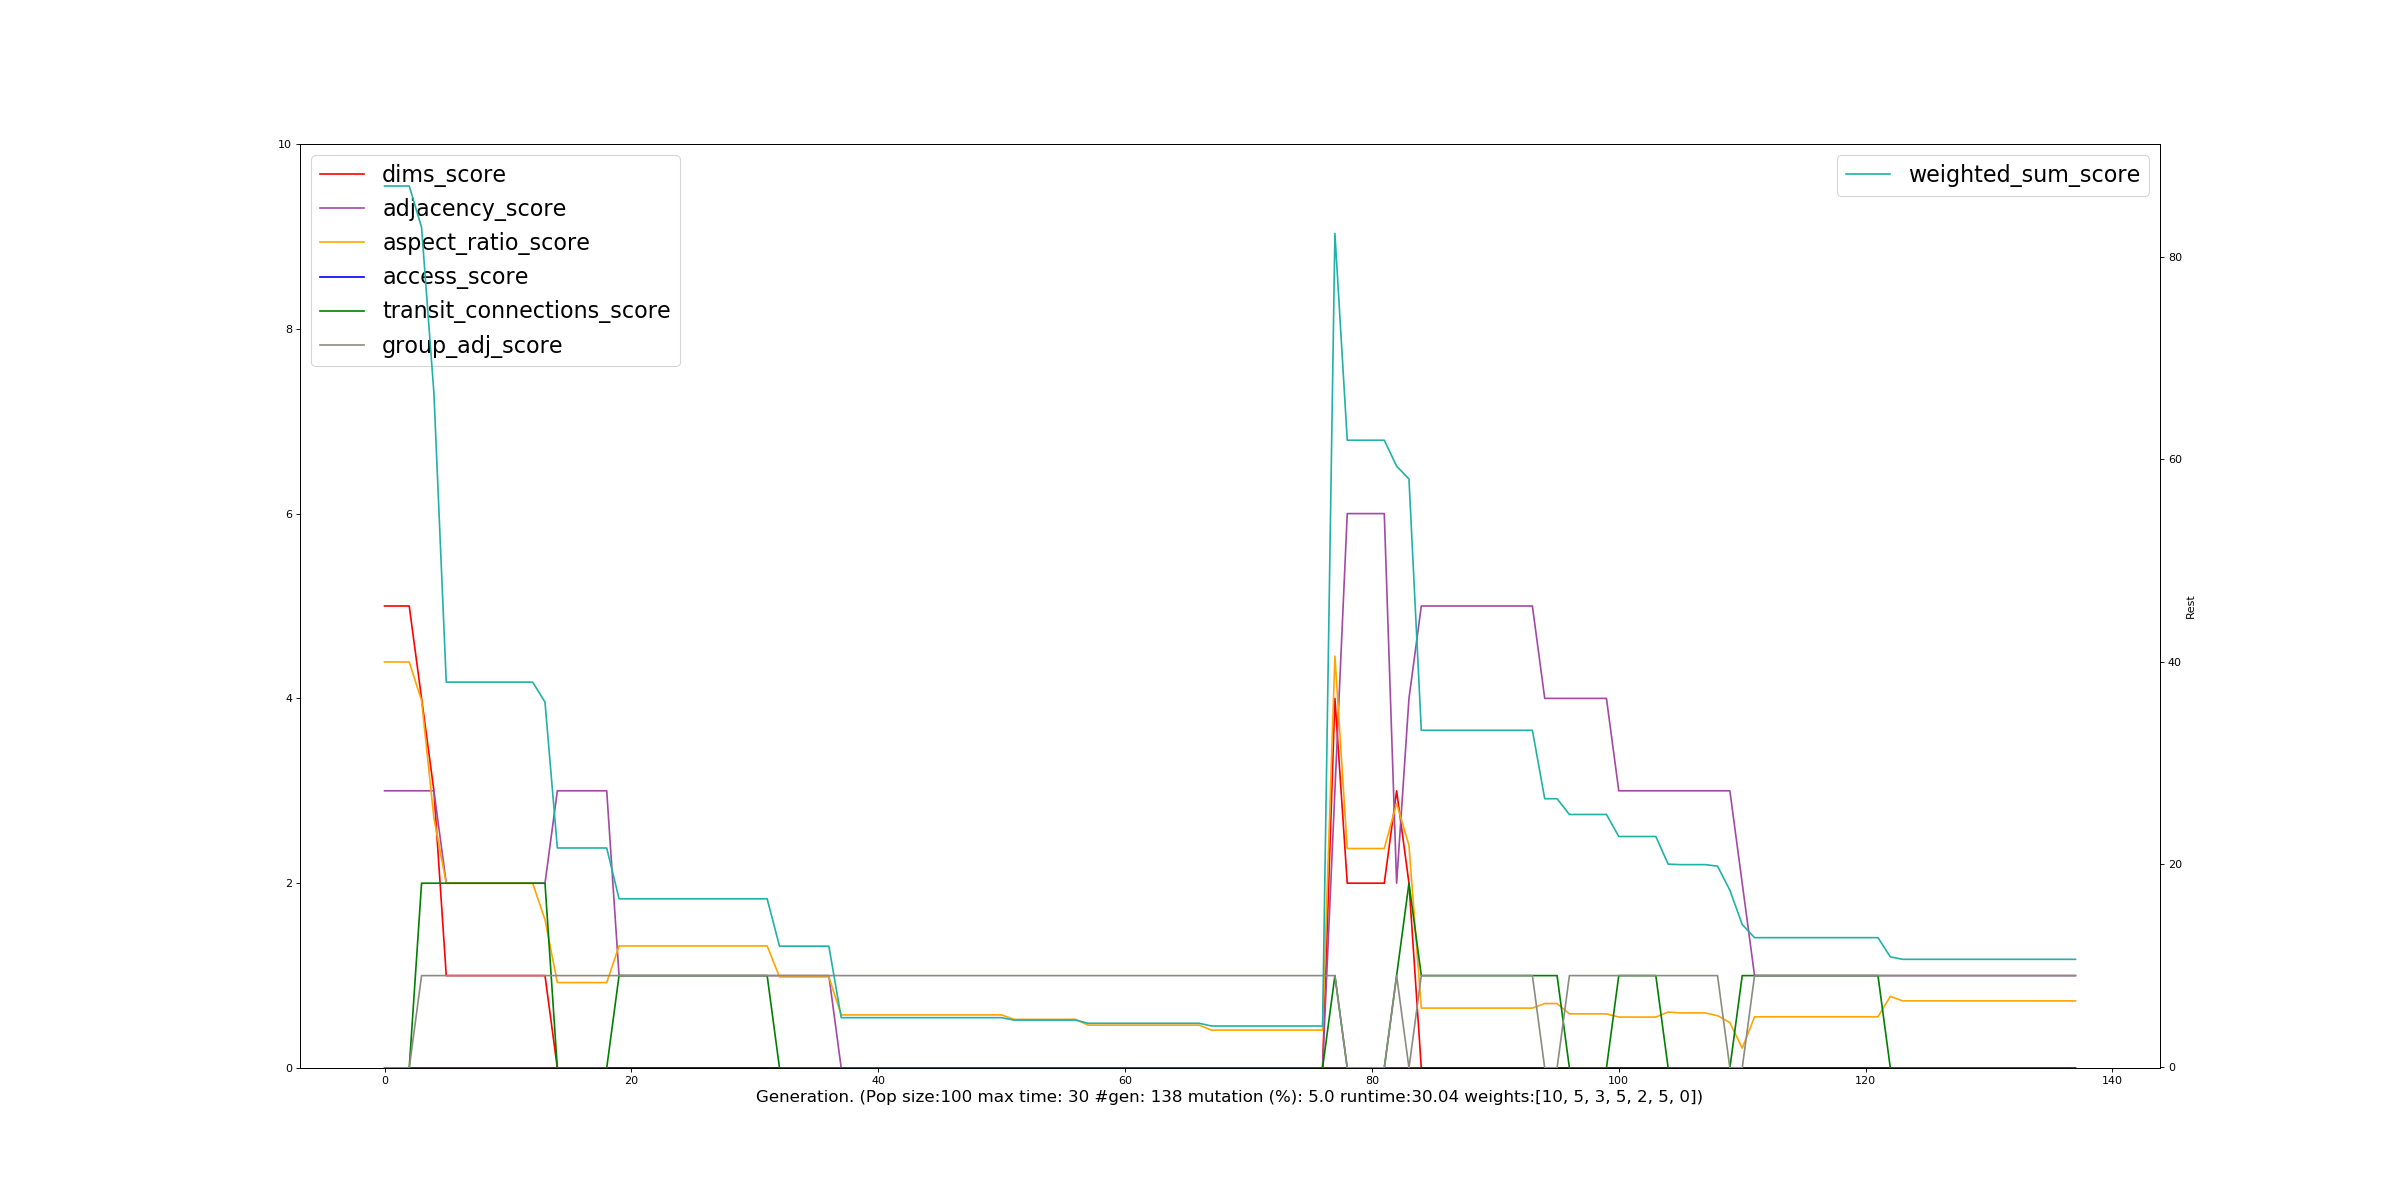 10
8
6
4
2
0
dims_score
adjacency_score
aspect_ratio_score
access_score
transit_connections_score
group_adj_score
weighted_sum_score
80
60
40
20
0
Rest
0 20 40 60 80 100 120 140
Generation. (Pop size:100 max time: 30 #gen: 138 mutation (%): 5.0 runtime:30.04 weights:[10, 5, 3, 5, 2, 5, 0])